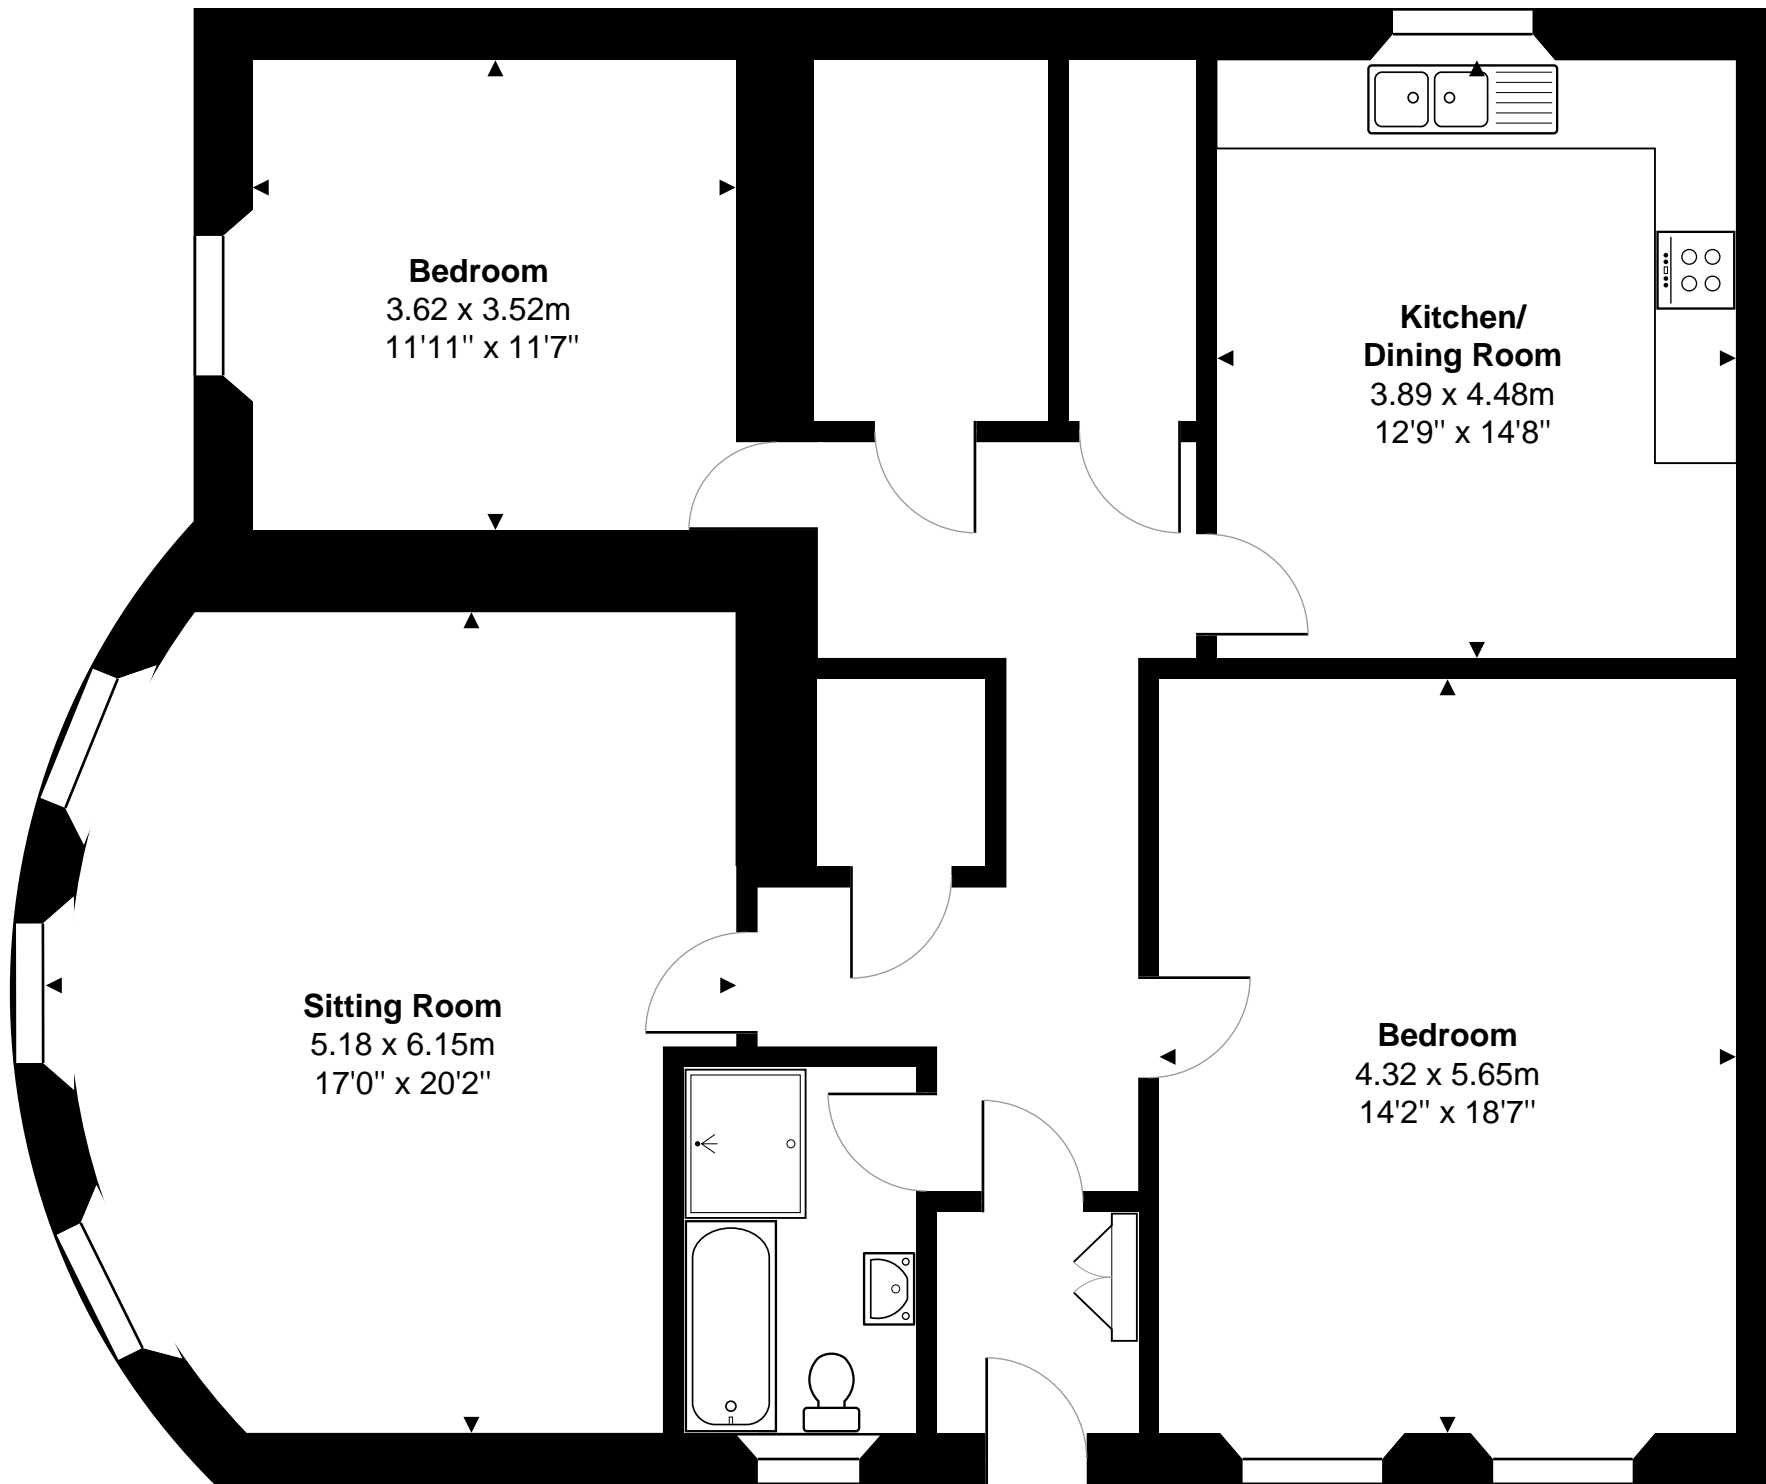 Bedroom
3.62 x 3.52m
11'11" x 11'7"
Kitchen/
Dining Room
3.89 x 4.48m
12'9" x 14'8"
Sitting Room
5.18 x 6.15m
17'0" x 20'2"
Bedroom
4.32 x 5.65m
14'2" x 18'7"